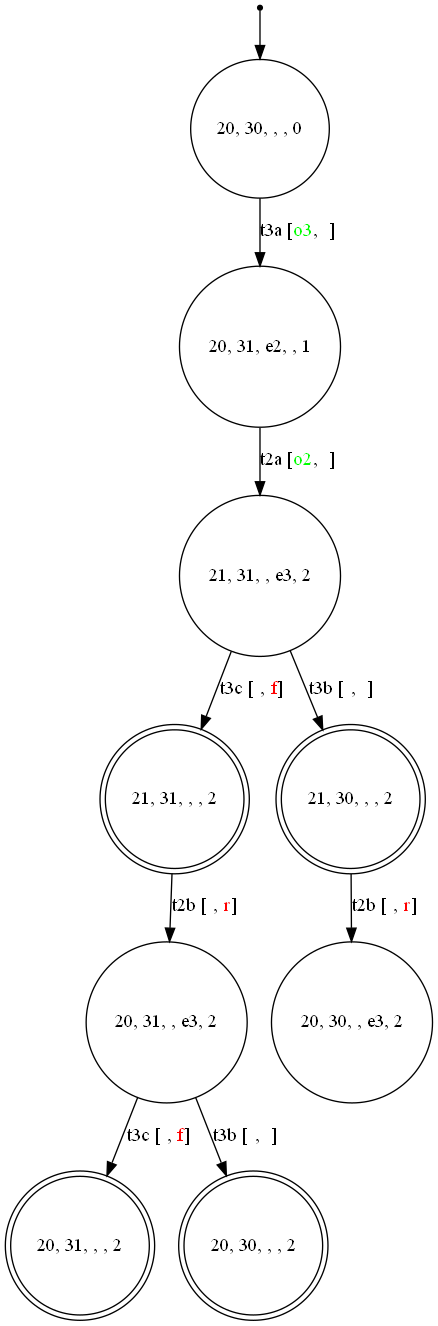 20, 30, , , 0
t3a [o3,  ]
20, 31, e2, , 1
t2a [o2,  ]
21, 31, , e3, 2
t3c [ , f]
t3b [ ,  ]
21, 31, , , 2
21, 30, , , 2
t2b [ , r]
t2b [ , r]
20, 31, , e3, 2
20, 30, , e3, 2
t3c [ , f]
t3b [ ,  ]
20, 31, , , 2
20, 30, , , 2